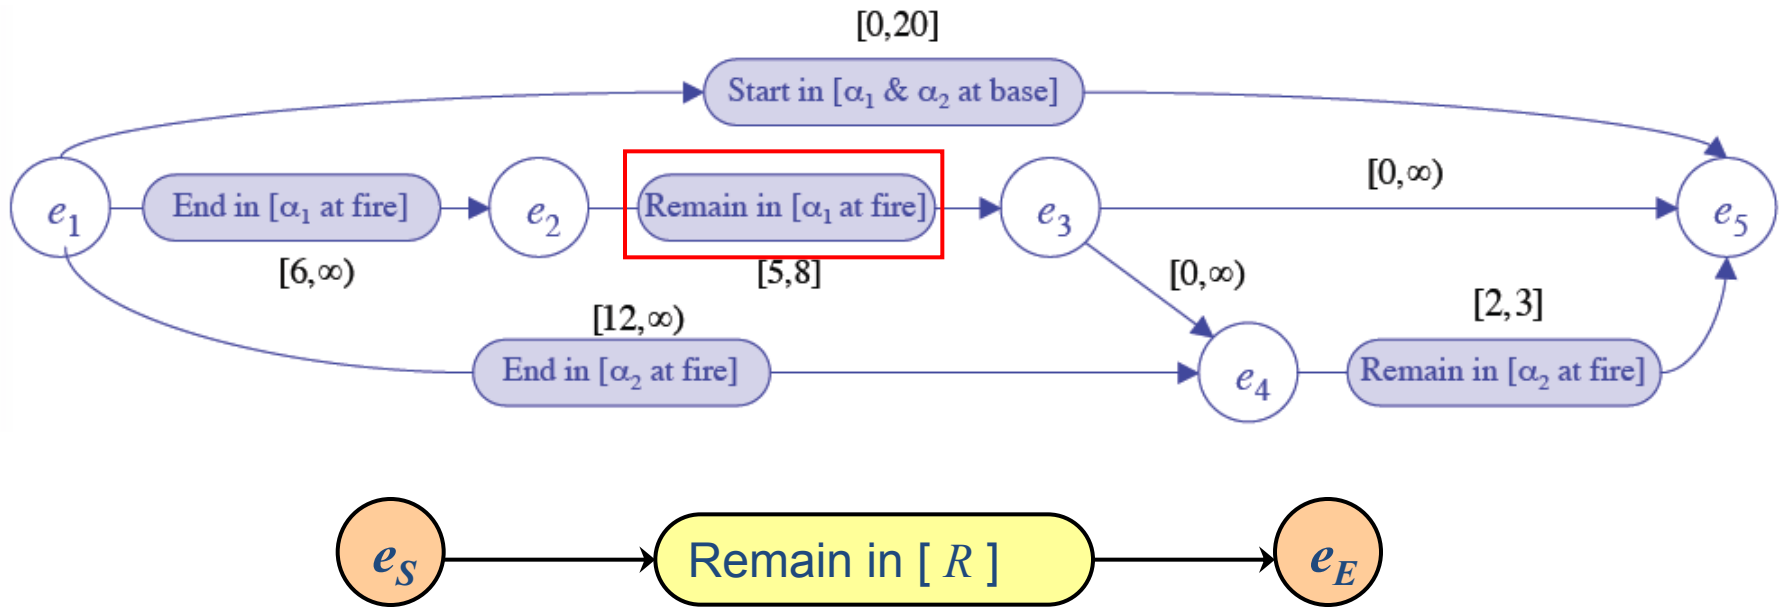 [0,20]
Start in [α₁ & α₂ at base]
[0,∞)
e₁
End in [α₁ at fire]
e₂
Remain in [α₁ at fire]
e₃
e₅
[6,∞)
[5,8]
[0,∞)
[12,∞)
[2,3]
End in [α₂ at fire]
e₄
Remain in [α₂ at fire]
e_S
Remain in [ R ]
e_E